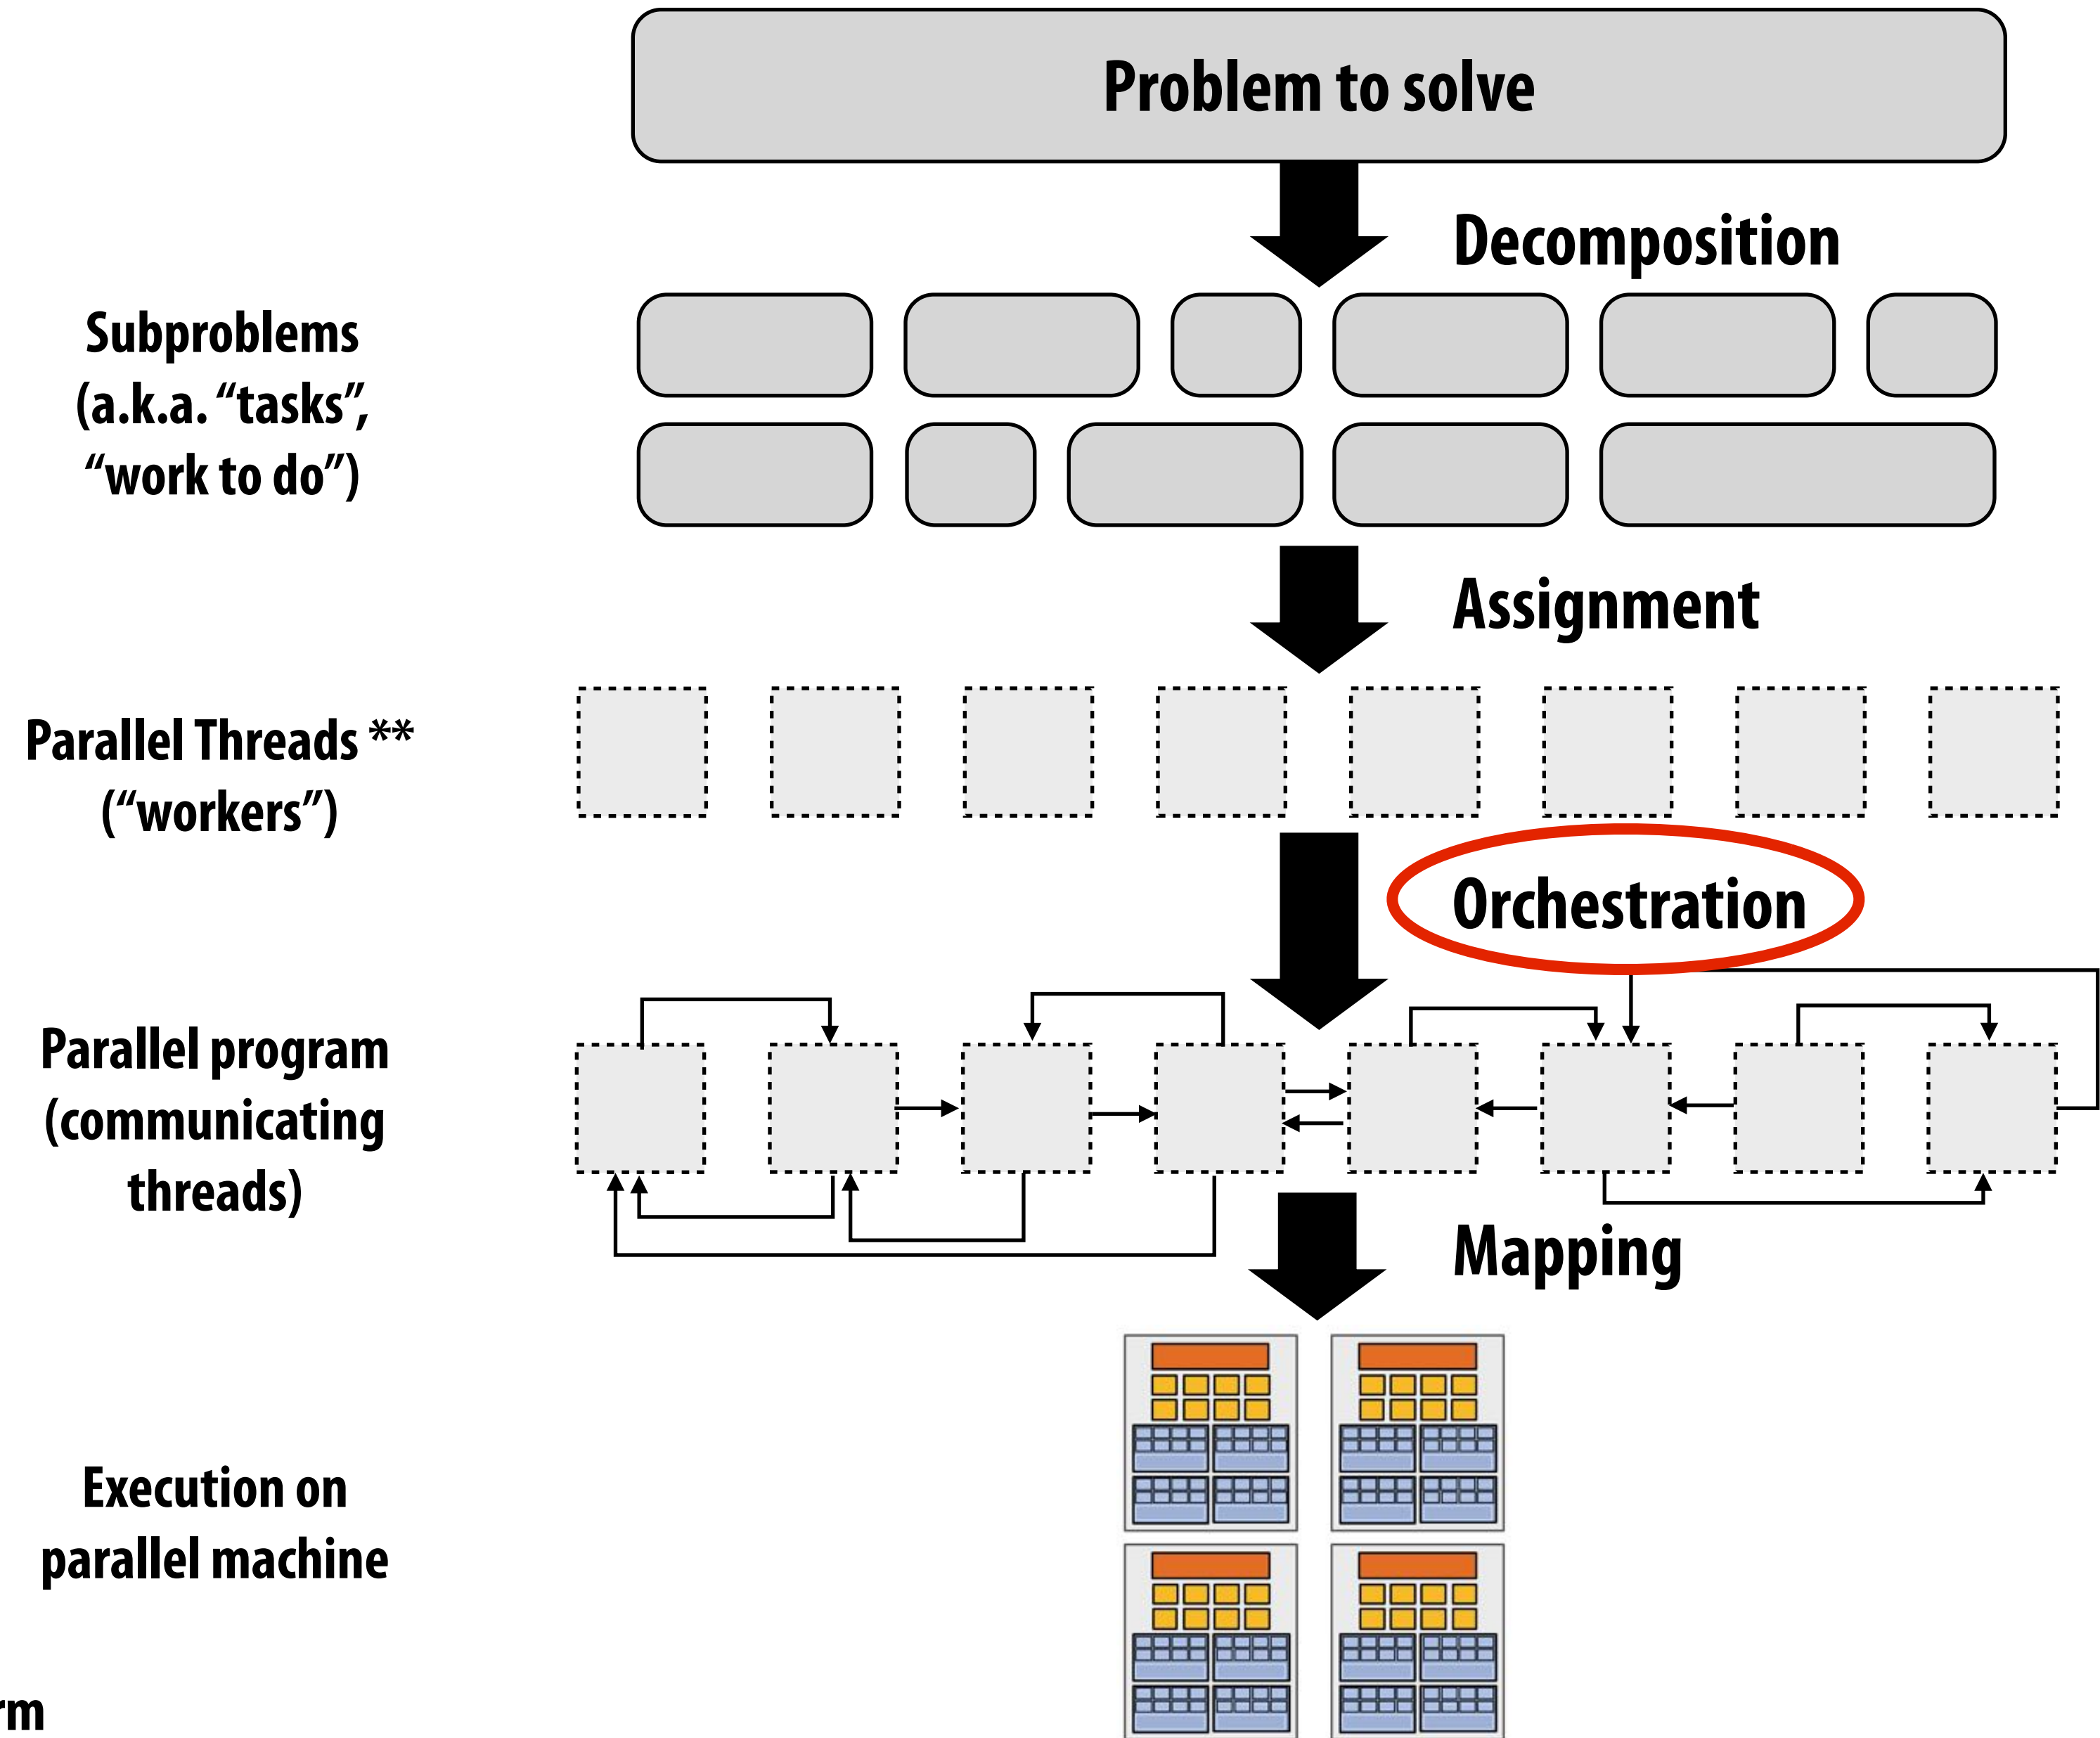 Problem to solve
Decomposition
Subproblems
(a.k.a. “tasks”,
“work to do”)
Assignment
Parallel Threads **
(“workers”)
Orchestration
Parallel program
(communicating
threads)
Mapping
Execution on
parallel machine